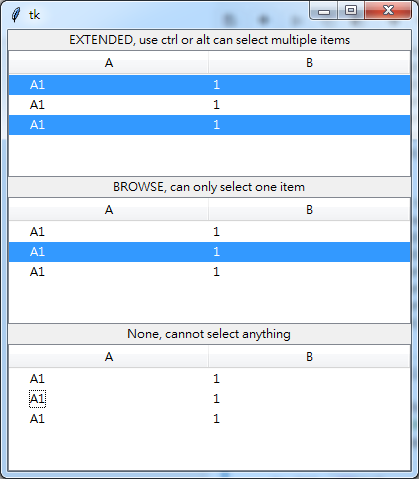 tk
EXTENDED, use ctrl or alt can select multiple items
A B
A1 1
A1 1
A1 1
BROWSE, can only select one item
A B
A1 1
A1 1
A1 1
None, cannot select anything
A B
A1 1
A1 1
A1 1